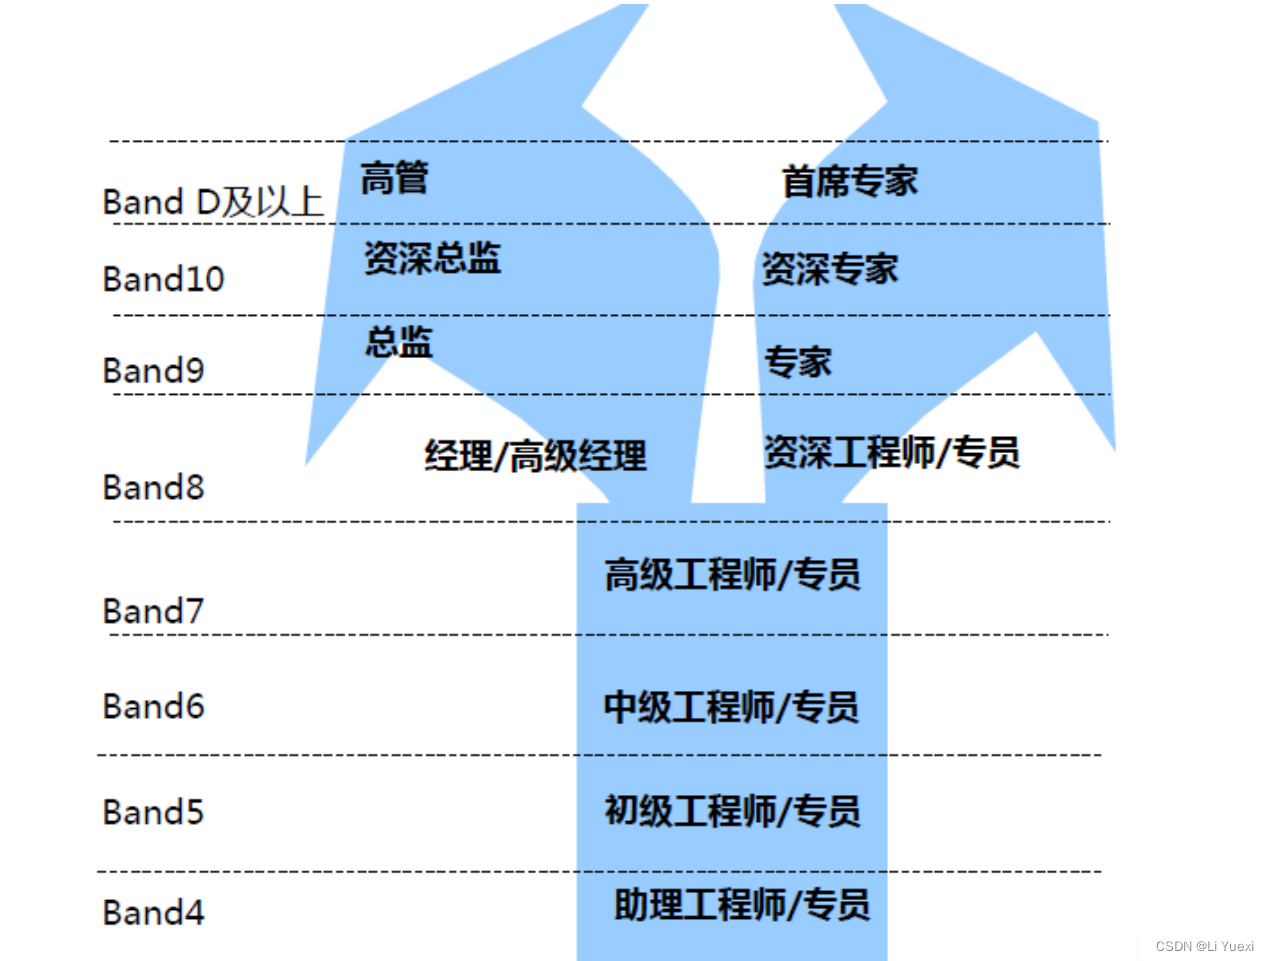 高管
首席专家
Band D及以上
资深总监
资深专家
Band10
总监
专家
Band9
经理/高级经理
资深工程师/专员
Band8
高级工程师/专员
Band7
中级工程师/专员
Band6
初级工程师/专员
Band5
助理工程师/专员
Band4
CSDN @Li Yuexi